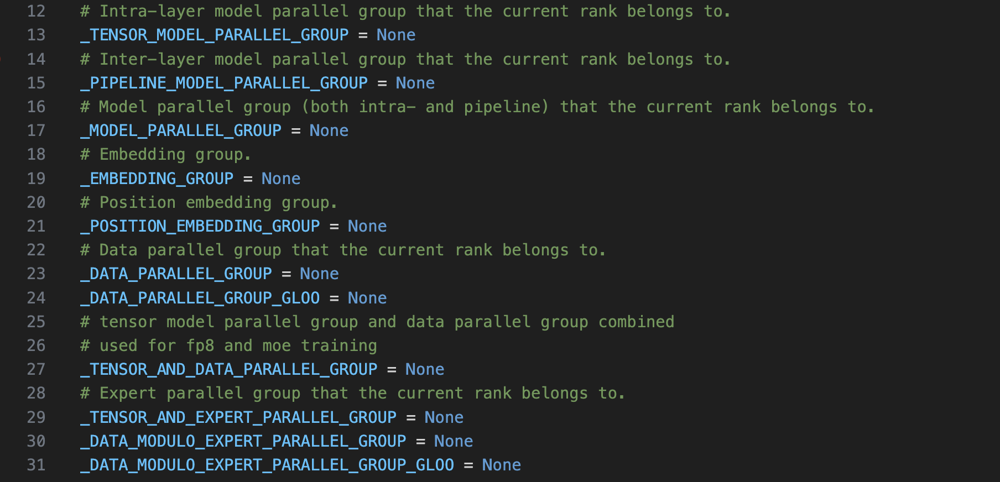 12 # Intra-layer model parallel group that the current rank belongs to.
13 _TENSOR_MODEL_PARALLEL_GROUP = None
14 # Inter-layer model parallel group that the current rank belongs to.
15 _PIPELINE_MODEL_PARALLEL_GROUP = None
16 # Model parallel group (both intra- and pipeline) that the current rank belongs to.
17 _MODEL_PARALLEL_GROUP = None
18 # Embedding group.
19 _EMBEDDING_GROUP = None
20 # Position embedding group.
21 _POSITION_EMBEDDING_GROUP = None
22 # Data parallel group that the current rank belongs to.
23 _DATA_PARALLEL_GROUP = None
24 _DATA_PARALLEL_GROUP_GLOO = None
25 # tensor model parallel group and data parallel group combined
26 # used for fp8 and moe training
27 _TENSOR_AND_DATA_PARALLEL_GROUP = None
28 # Expert parallel group that the current rank belongs to.
29 _TENSOR_AND_EXPERT_PARALLEL_GROUP = None
30 _DATA_MODULO_EXPERT_PARALLEL_GROUP = None
31 _DATA_MODULO_EXPERT_PARALLEL_GROUP_GLOO = None